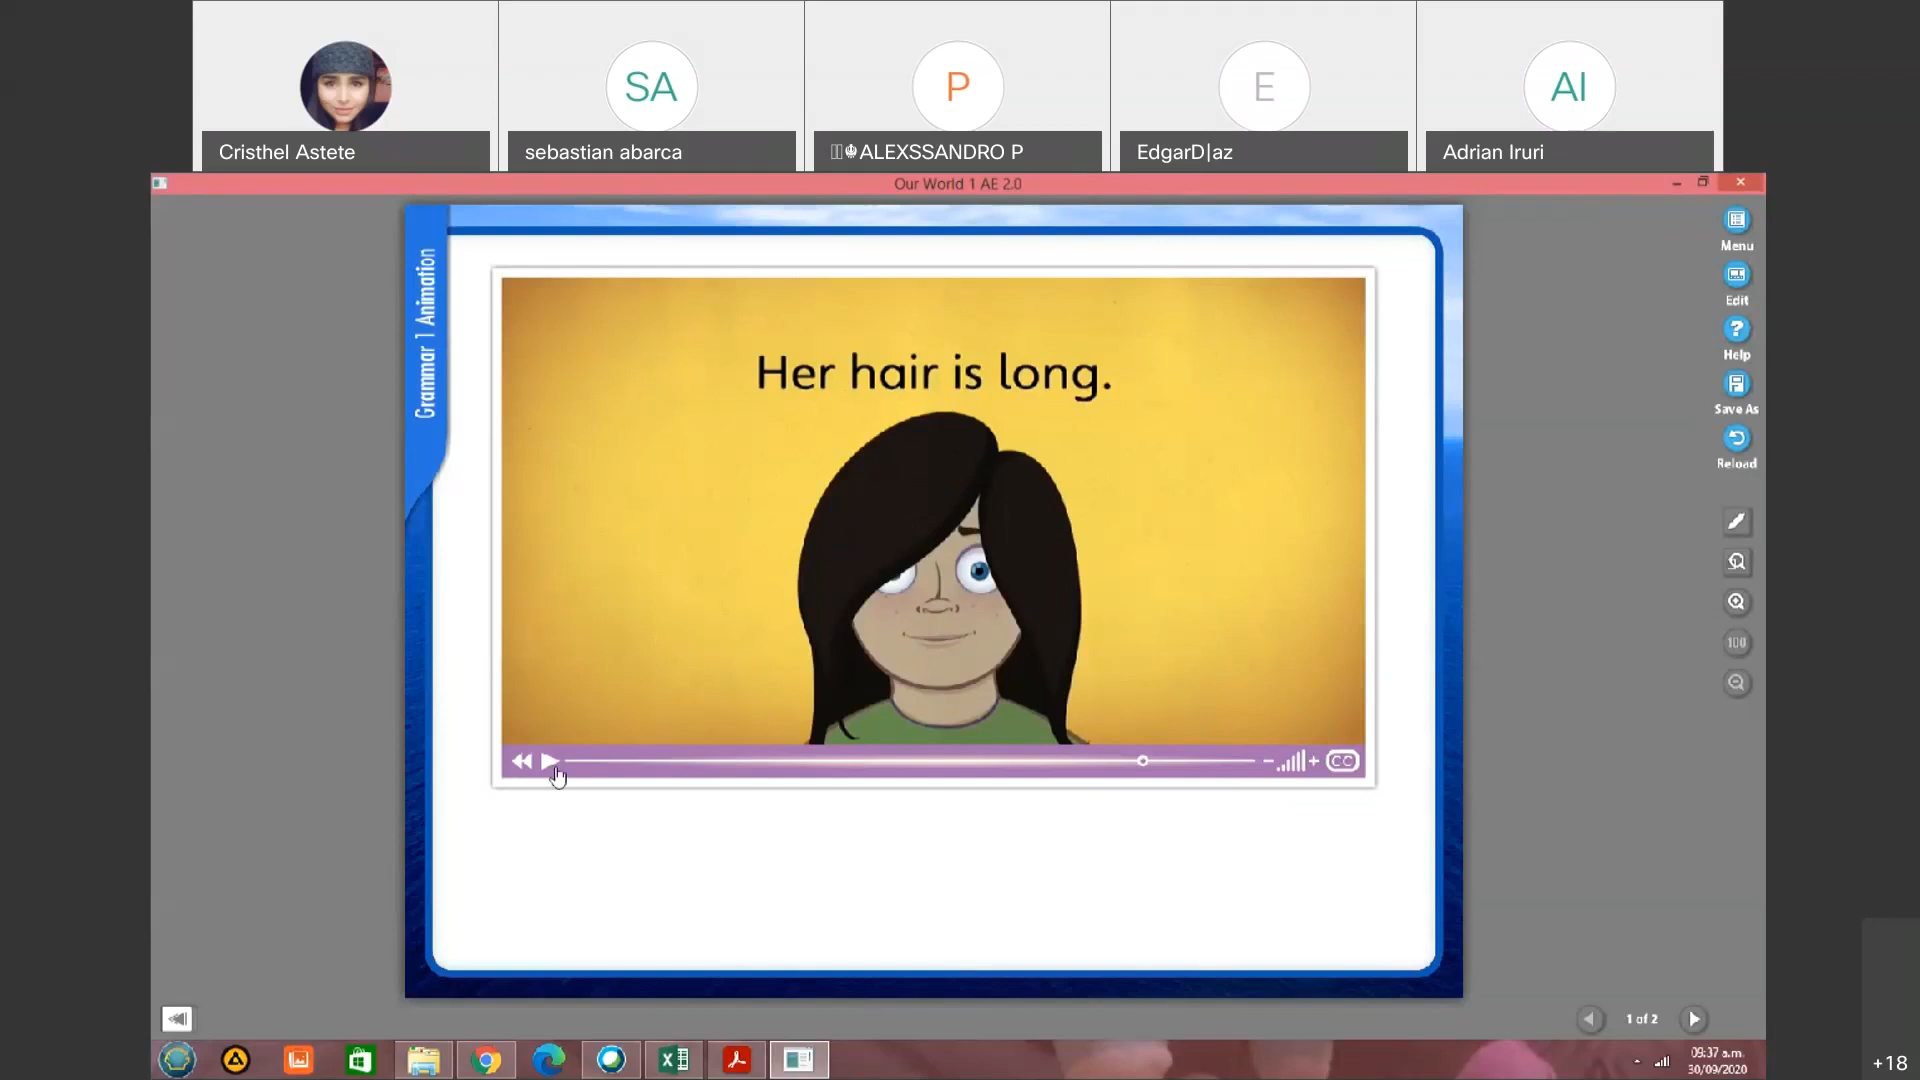 SA
P
E
AI
Cristhel Astete
sebastian abarca
ALEXSSANDRO P
EdgarD|az
Adrian Iruri
Our World 1 AE 2.0
Grammar 1 Animation
Her hair is long.
CC
Menu
Edit
?
Help
Save As
Reload
100
1 of 2
09:37 a.m.
30/09/2020
+18